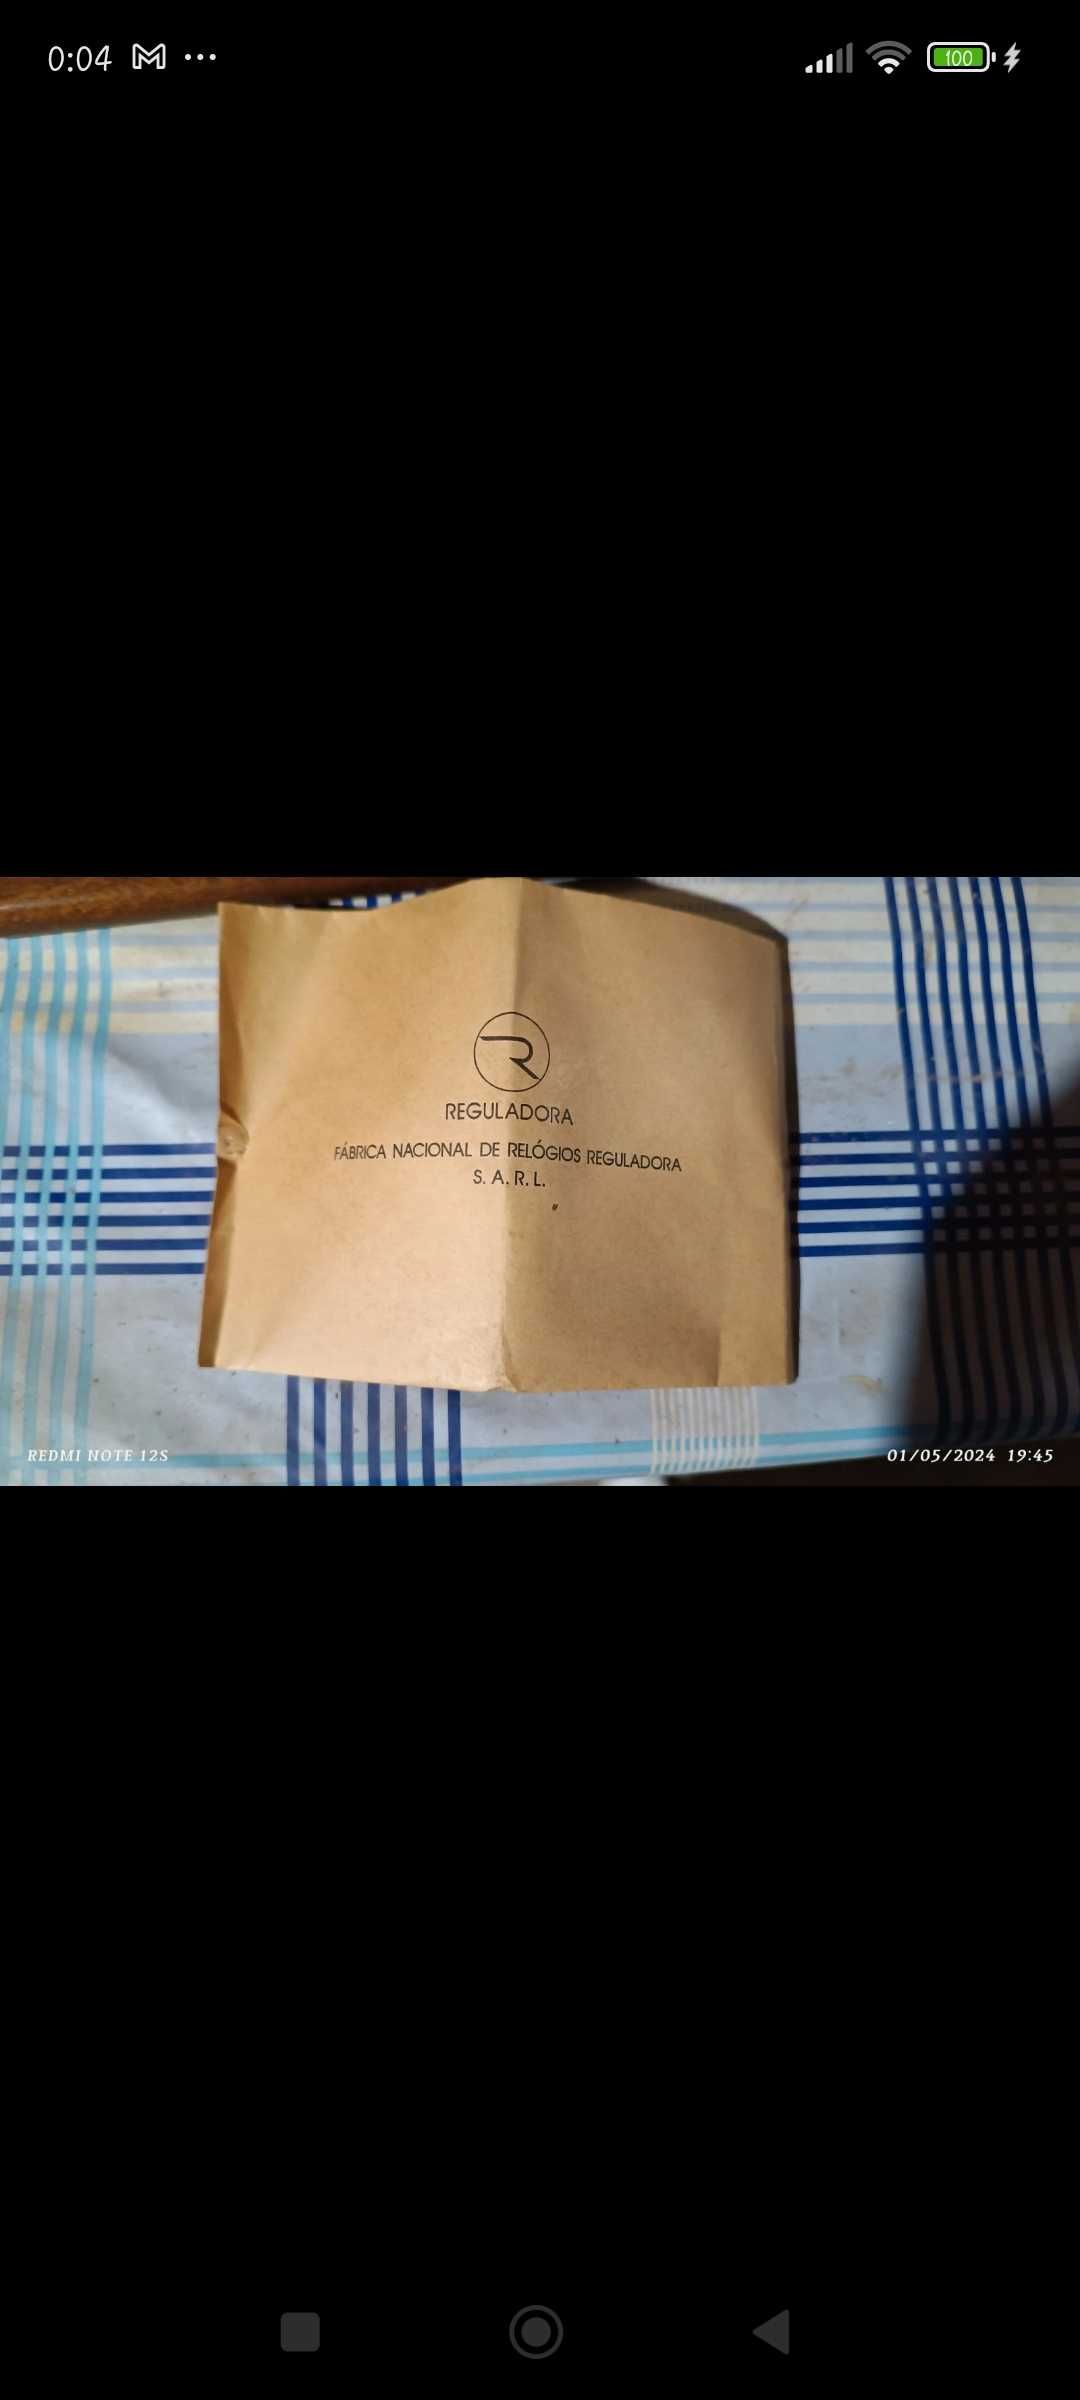 0:04
100
R
REGULADORA
FÁBRICA NACIONAL DE RELÓGIOS REGULADORA
S. A. R. L.
REDMI NOTE 12S
01/05/2024 19:45